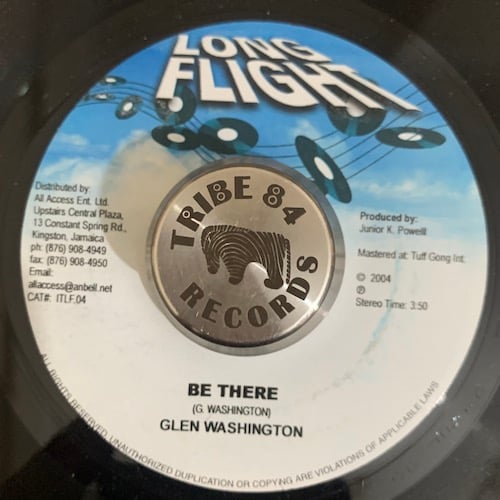 LONG
FLIGHT
Distributed by:
All Access Ent. Ltd.
Upstairs Central Plaza,
13 Constant Spring Rd.,
Kingston, Jamaica
ph: (876) 908-4949
fax: (876) 908-4950
Email:
allaccess@anbell.net
CAT#: ITLF.04
TRIBE 84
RECORDS
Produced by:
Junior K. Powelll
Mastered at: Tuff Gong Int.
© 2004
℗
Stereo Time: 3:50
BE THERE
(G. WASHINGTON)
GLEN WASHINGTON
ALL RIGHTS RESERVED. UNAUTHORIZED DUPLICATION OR COPYING ARE VIOLATIONS OF APPLICABLE LAWS